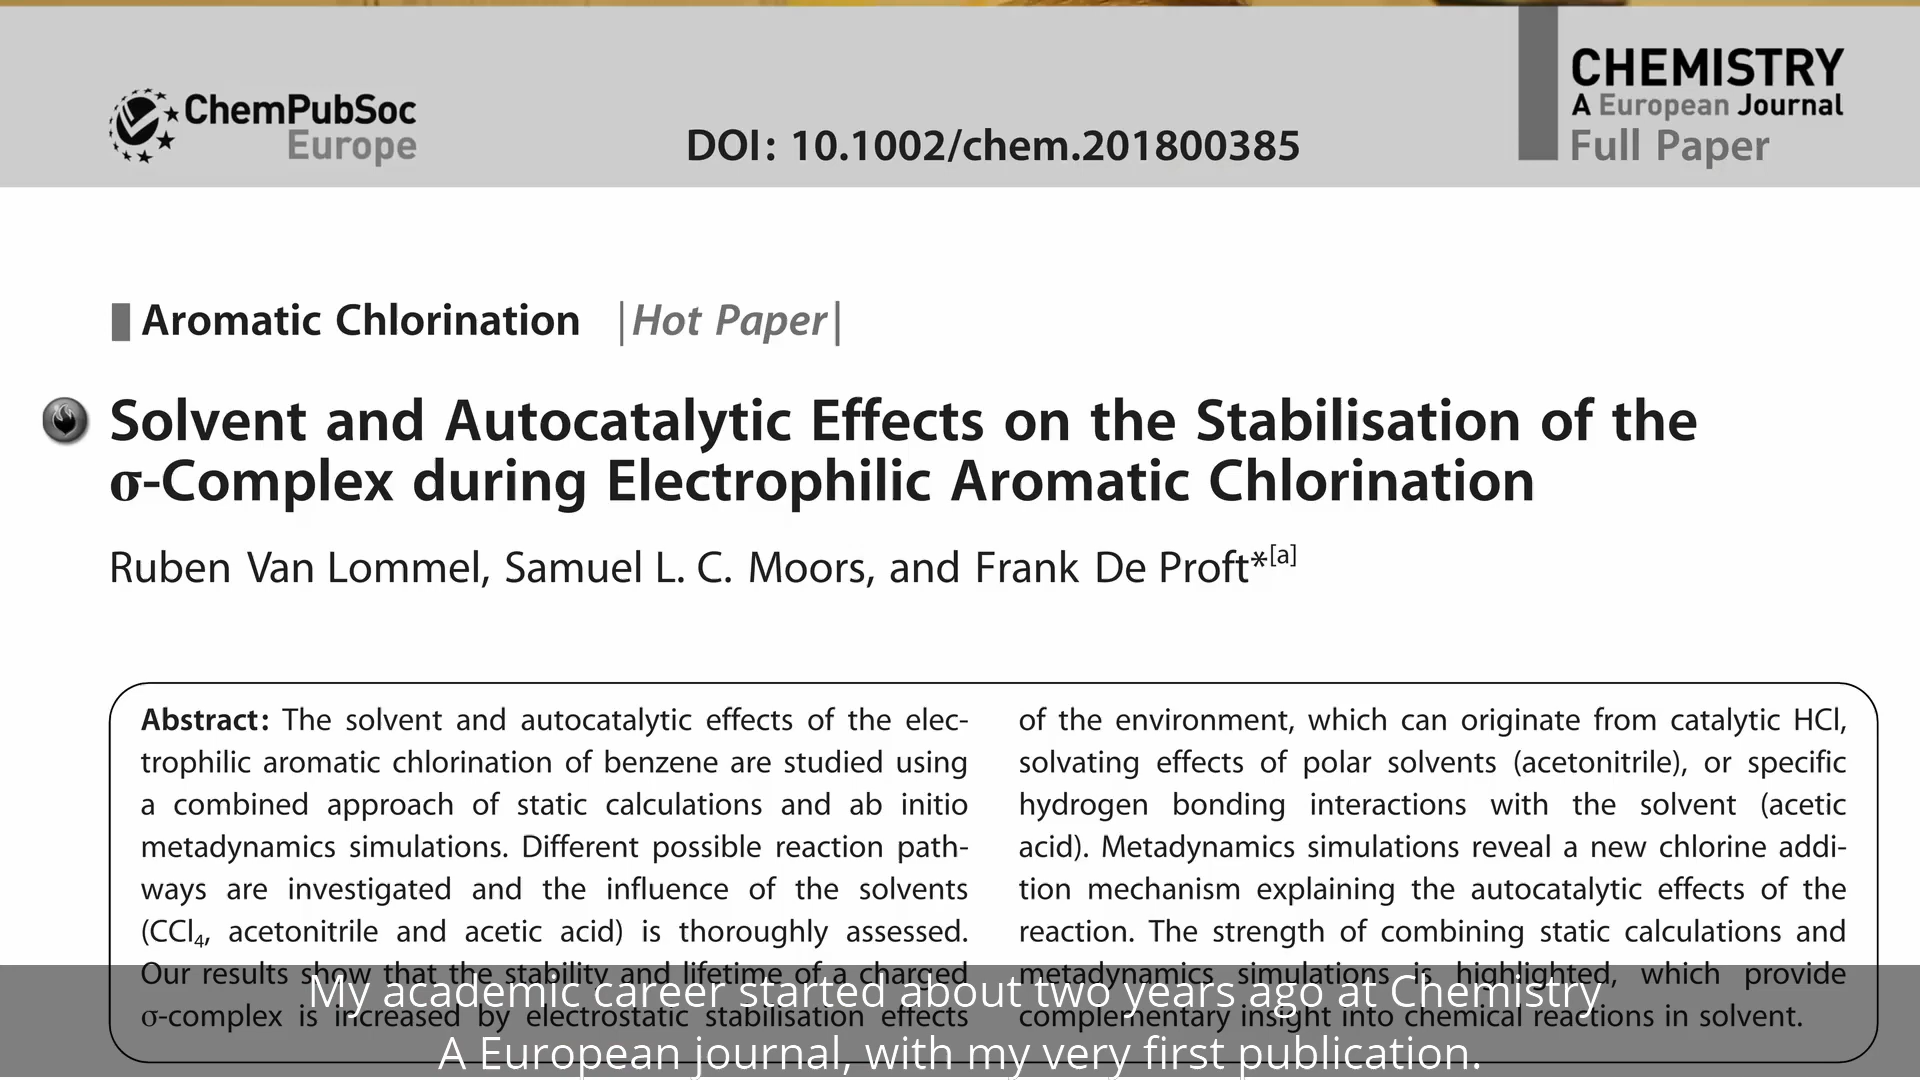 ChemPubSoc
Europe
DOI: 10.1002/chem.201800385
CHEMISTRY
A European Journal
Full Paper
Aromatic Chlorination |Hot Paper|
Solvent and Autocatalytic Effects on the Stabilisation of the
σ-Complex during Electrophilic Aromatic Chlorination
Ruben Van Lommel, Samuel L. C. Moors, and Frank De Proft*[a]
Abstract: The solvent and autocatalytic effects of the elec-
trophilic aromatic chlorination of benzene are studied using
a combined approach of static calculations and ab initio
metadynamics simulations. Different possible reaction path-
ways are investigated and the influence of the solvents
(CCl4, acetonitrile and acetic acid) is thoroughly assessed.
Our results show that the stability and lifetime of a charged
σ-complex is increased by electrostatic stabilisation effects
of the environment, which can originate from catalytic HCl,
solvating effects of polar solvents (acetonitrile), or specific
hydrogen bonding interactions with the solvent (acetic
acid). Metadynamics simulations reveal a new chlorine addi-
tion mechanism explaining the autocatalytic effects of the
reaction. The strength of combining static calculations and
metadynamics simulations is highlighted, which provide
complementary insight into chemical reactions in solvent.
My academic career started about two years ago at Chemistry
A European journal, with my very first publication.